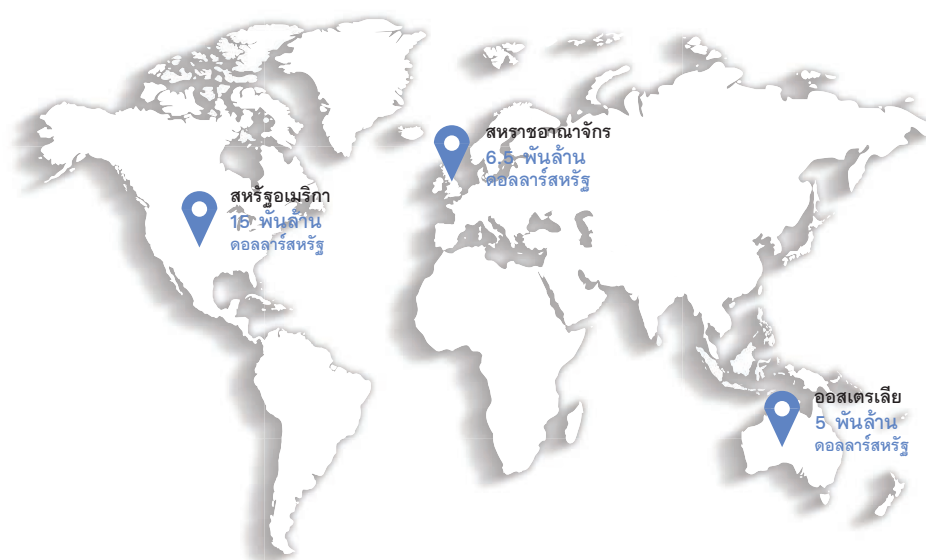 สหราชอาณาจักร
6.5 พันล้าน
ดอลลาร์สหรัฐ
สหรัฐอเมริกา
15 พันล้าน
ดอลลาร์สหรัฐ
ออสเตรเลีย
5 พันล้าน
ดอลลาร์สหรัฐ